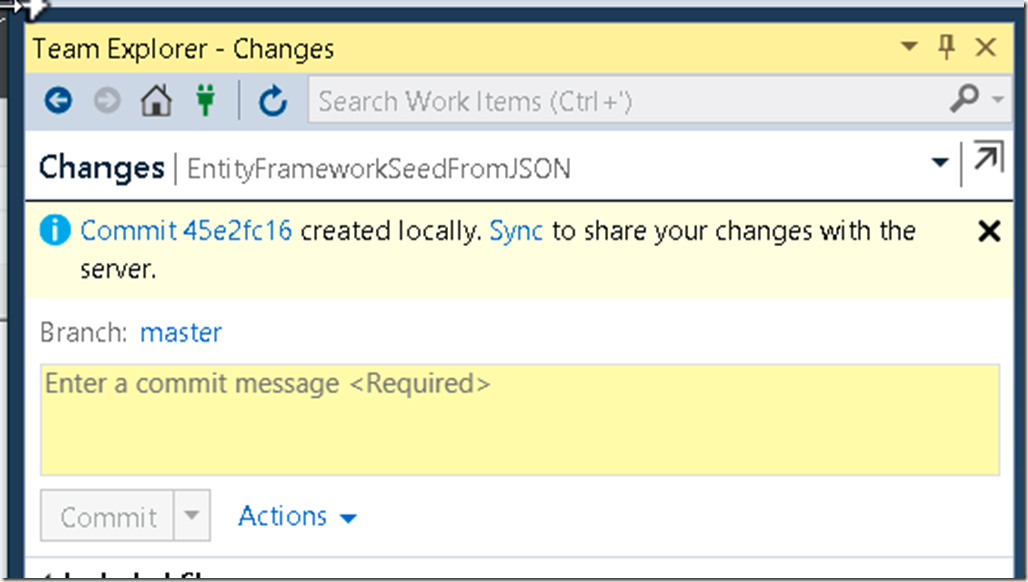 Team Explorer - Changes
Search Work Items (Ctrl+')
Changes | EntityFrameworkSeedFromJSON
Commit 45e2fc16 created locally. Sync to share your changes with the
server.
Branch: master
Enter a commit message <Required>
Commit Actions